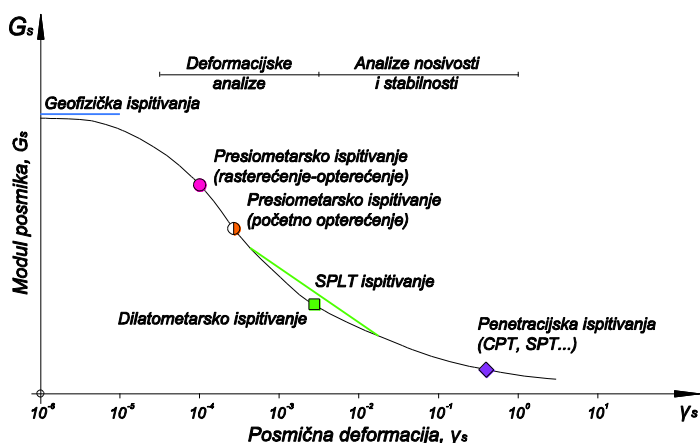 Gs
Deformacijske
analize
Analize nosivosti
i stabilnosti
Geofizička ispitivanja
Presiometarsko ispitivanje
(rasterećenje-opterećenje)
Presiometarsko ispitivanje
(početno opterećenje)
SPLT ispitivanje
Dilatometarsko ispitivanje
Penetracijska ispitivanja
(CPT, SPT...)
Modul posmika, Gs
10⁻⁶ 10⁻⁵ 10⁻⁴ 10⁻³ 10⁻² 10⁻¹ 10⁰ 10¹
γs
Posmična deformacija, γs